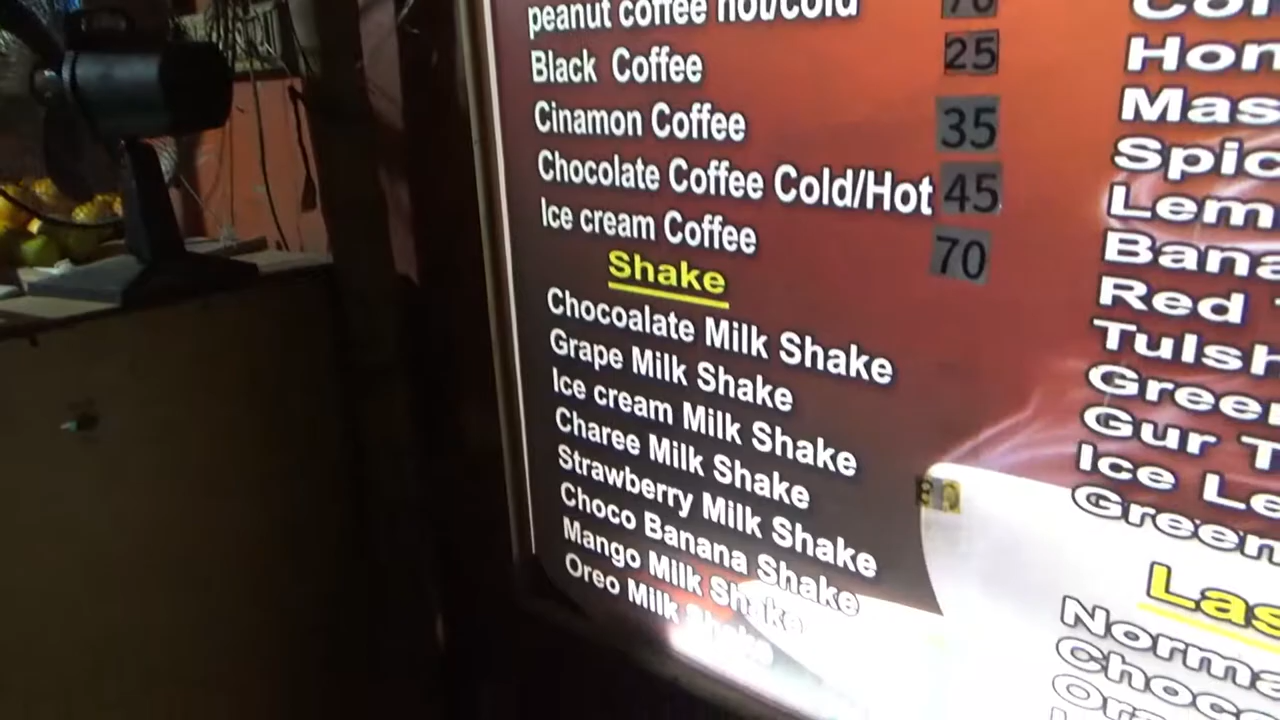 peanut coffee hot/cold 70
Black Coffee 25
Cinamon Coffee 35
Chocolate Coffee Cold/Hot 45
Ice cream Coffee 70
Shake
Chocoalate Milk Shake
Grape Milk Shake
Ice cream Milk Shake
Charee Milk Shake
Strawberry Milk Shake
Choco Banana Shake
Mango Milk Shake
Oreo Milk Shake
Hon
Mas
Spic
Lem
Bana
Red
Tulsh
Green
Gur T
Ice Le
Green
Las
Norma
Choco
Ora